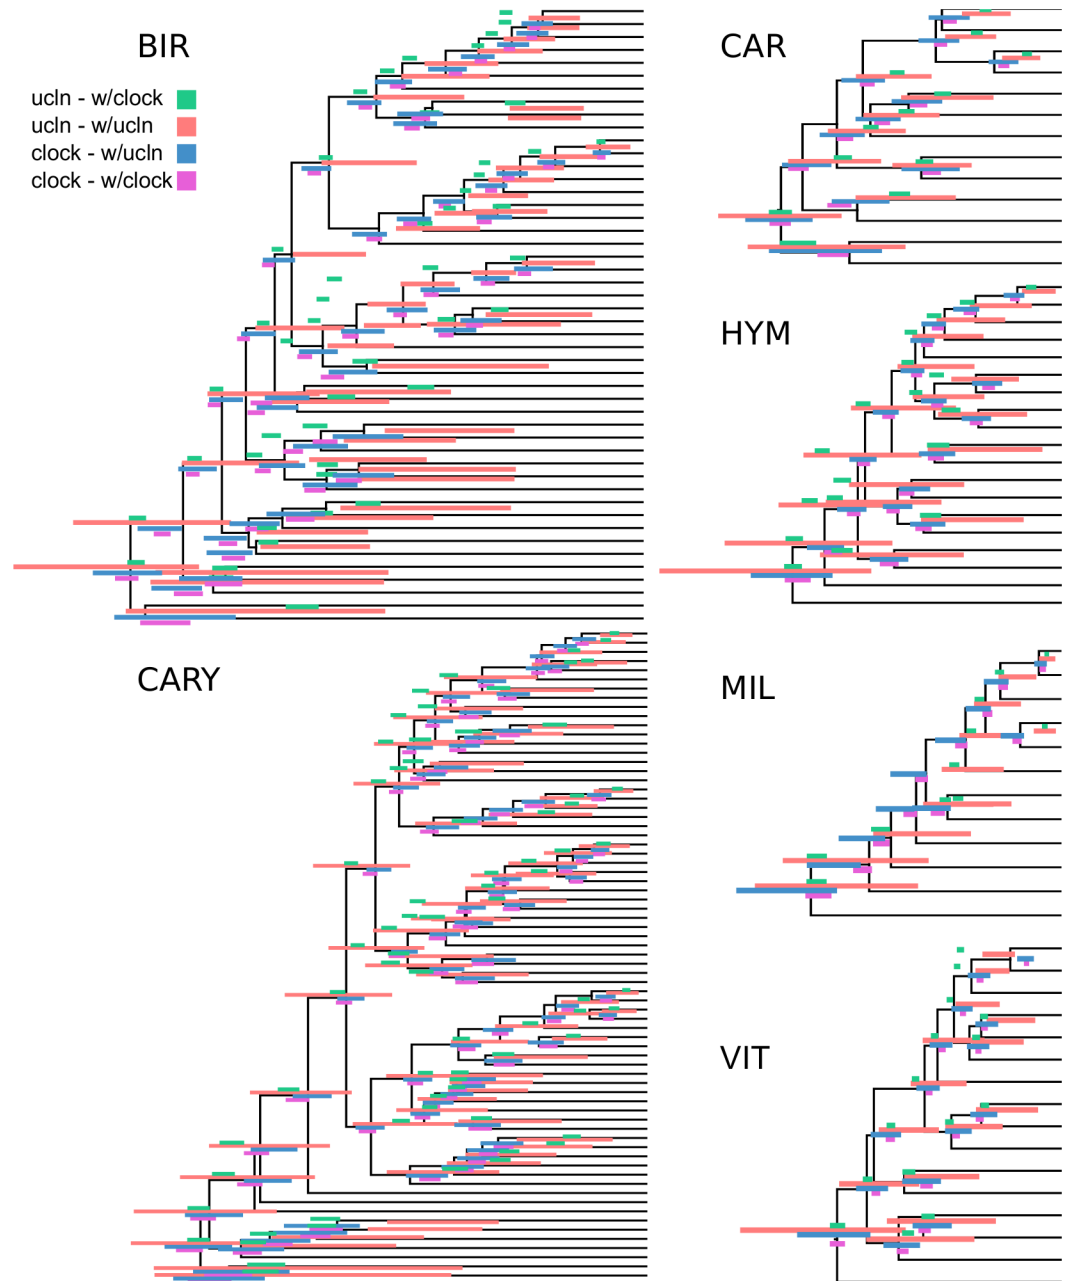 BIR
ucln - w/clock
ucln - w/ucln
clock - w/ucln
clock - w/clock
CAR
HYM
CARY
MIL
VIT